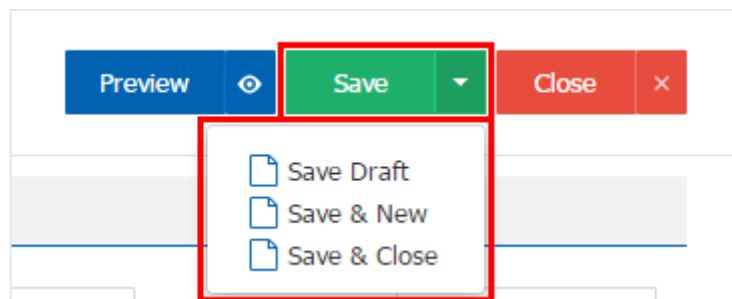 Preview Save Close ×
Save Draft
Save & New
Save & Close